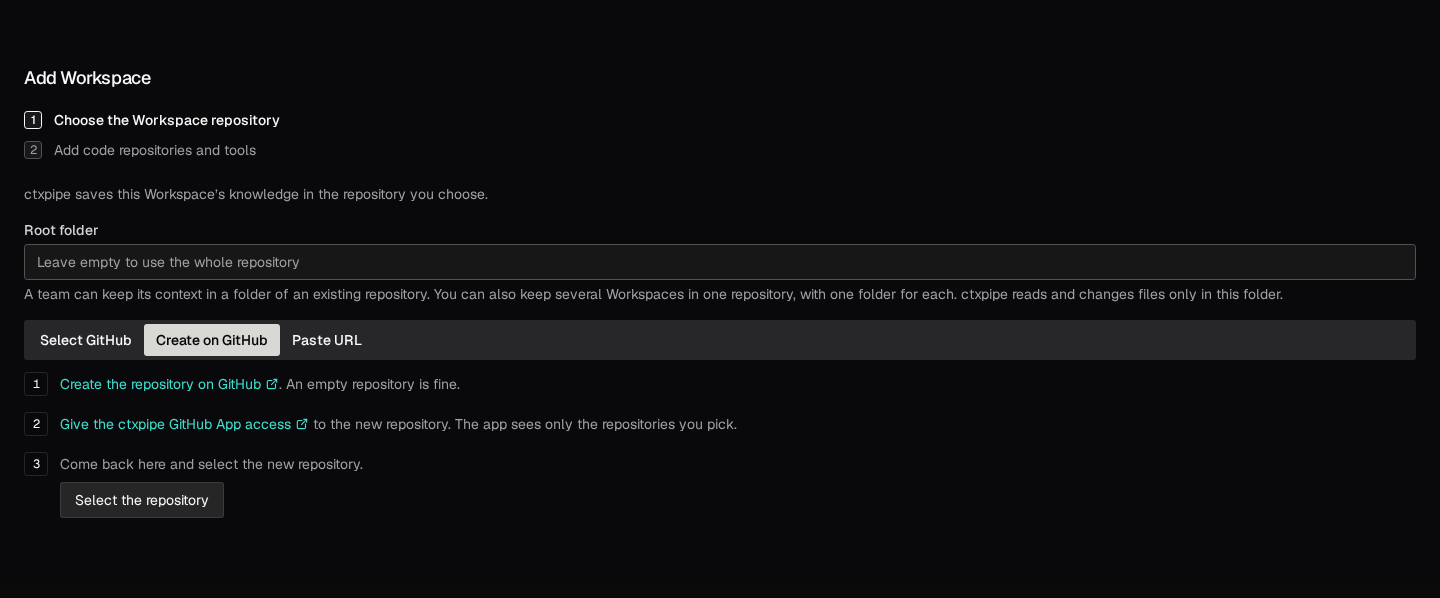 Add Workspace
1 Choose the Workspace repository
2 Add code repositories and tools
ctxpipe saves this Workspace's knowledge in the repository you choose.
Root folder
Leave empty to use the whole repository
A team can keep its context in a folder of an existing repository. You can also keep several Workspaces in one repository, with one folder for each. ctxpipe reads and changes files only in this folder.
Select GitHub Create on GitHub Paste URL
1 Create the repository on GitHub . An empty repository is fine.
2 Give the ctxpipe GitHub App access to the new repository. The app sees only the repositories you pick.
3 Come back here and select the new repository.
Select the repository